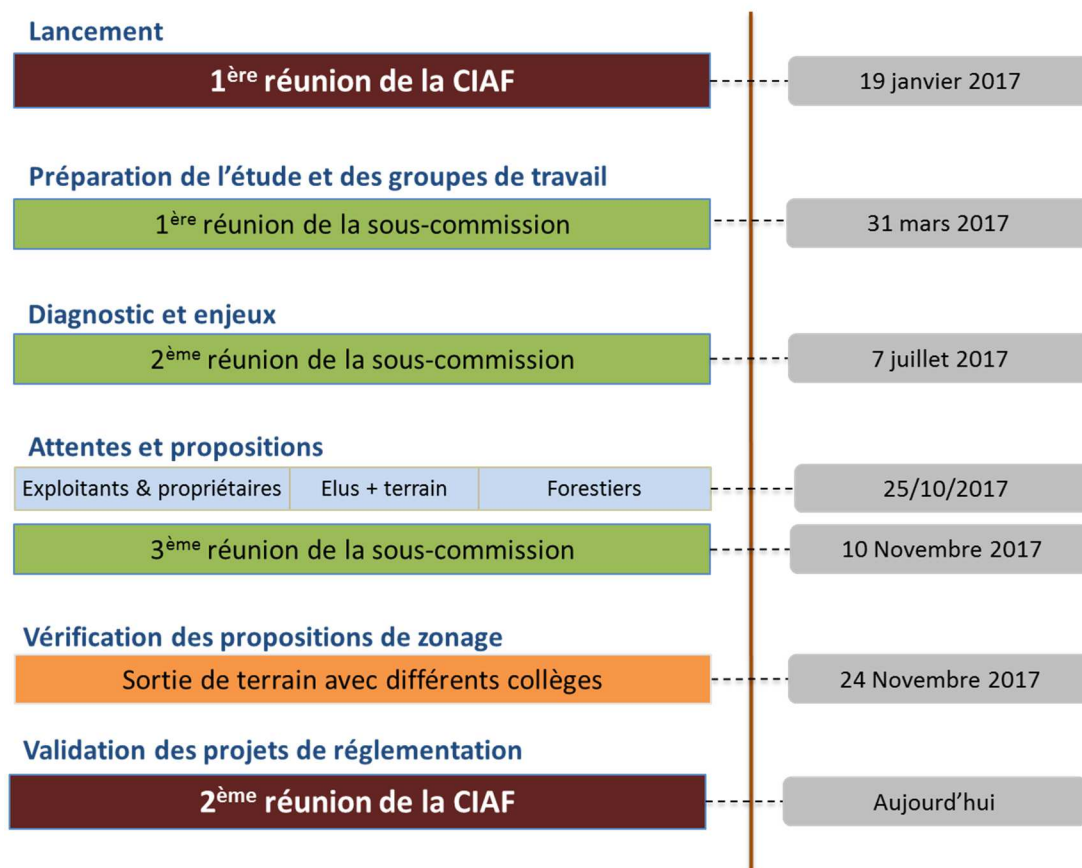 Lancement
1ère réunion de la CIAF
19 janvier 2017
Préparation de l’étude et des groupes de travail
1ère réunion de la sous-commission
31 mars 2017
Diagnostic et enjeux
2ème réunion de la sous-commission
7 juillet 2017
Attentes et propositions
Exploitants & propriétaires
Elus + terrain
Forestiers
25/10/2017
3ème réunion de la sous-commission
10 Novembre 2017
Vérification des propositions de zonage
Sortie de terrain avec différents collèges
24 Novembre 2017
Validation des projets de réglementation
2ème réunion de la CIAF
Aujourd’hui